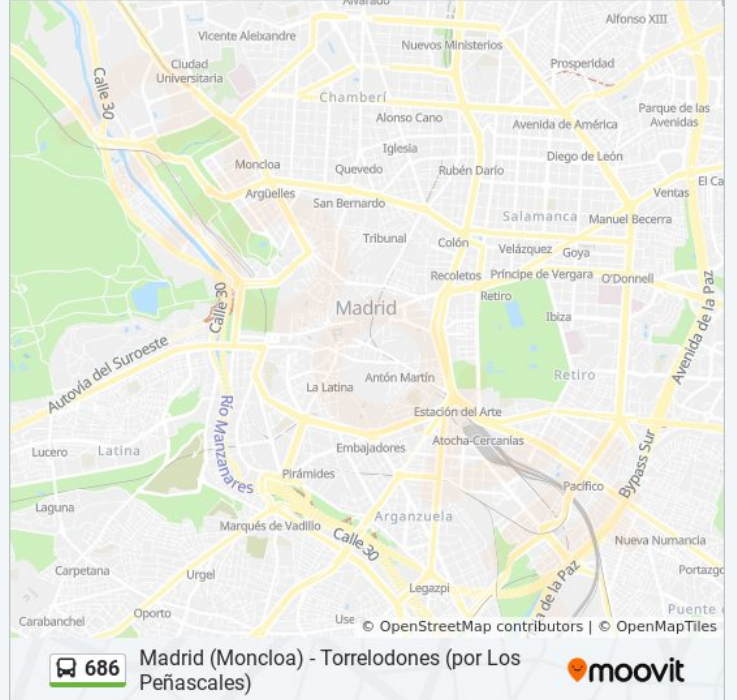 Alvarado
Alfonso XIII
Vicente Aleixandre
Nuevos Ministerios
Ciudad
Universitaria
Prosperidad
Calle 30
Chamberí
Parque de las
Avenidas
Alonso Cano
Avenida de América
Iglesia
Diego de León
Moncloa
Quevedo
Rubén Darío
El Ca
Argüelles
Ventas
San Bernardo
Salamanca
Manuel Becerra
Tribunal
Colón
Velázquez
Goya
Recoletos
Príncipe de Vergara
O'Donnell
Calle 30
Retiro
Madrid
Ibiza
Avenida de la Paz
Autovía del Suroeste
La Latina
Antón Martín
Retiro
Estación del Arte
Río Manzanares
Atocha-Cercanías
Lucero
Latina
Embajadores
Bypass Sur
Pirámides
Pacífico
Laguna
Arganzuela
Marqués de Vadillo
Calle 30
Nueva Numancia
Carpetana
Urgel
Portazgo
Legazpi
a de la Paz
Oporto
Puente
Carabanchel
Use
© OpenStreetMap contributors | © OpenMapTiles
686
Madrid (Moncloa) - Torrelodones (por Los
Peñascales)
moovit